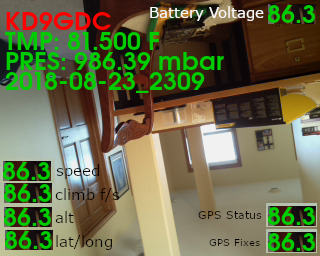 KD9GDC
Battery Voltage 86.3
TMP: 81.500 F
PRES: 986.39 mbar
2018-08-23_2309
86.3 speed
86.3 climb f/s
86.3 alt
GPS Status 86.3
86.3 lat/long
GPS Fixes 86.3